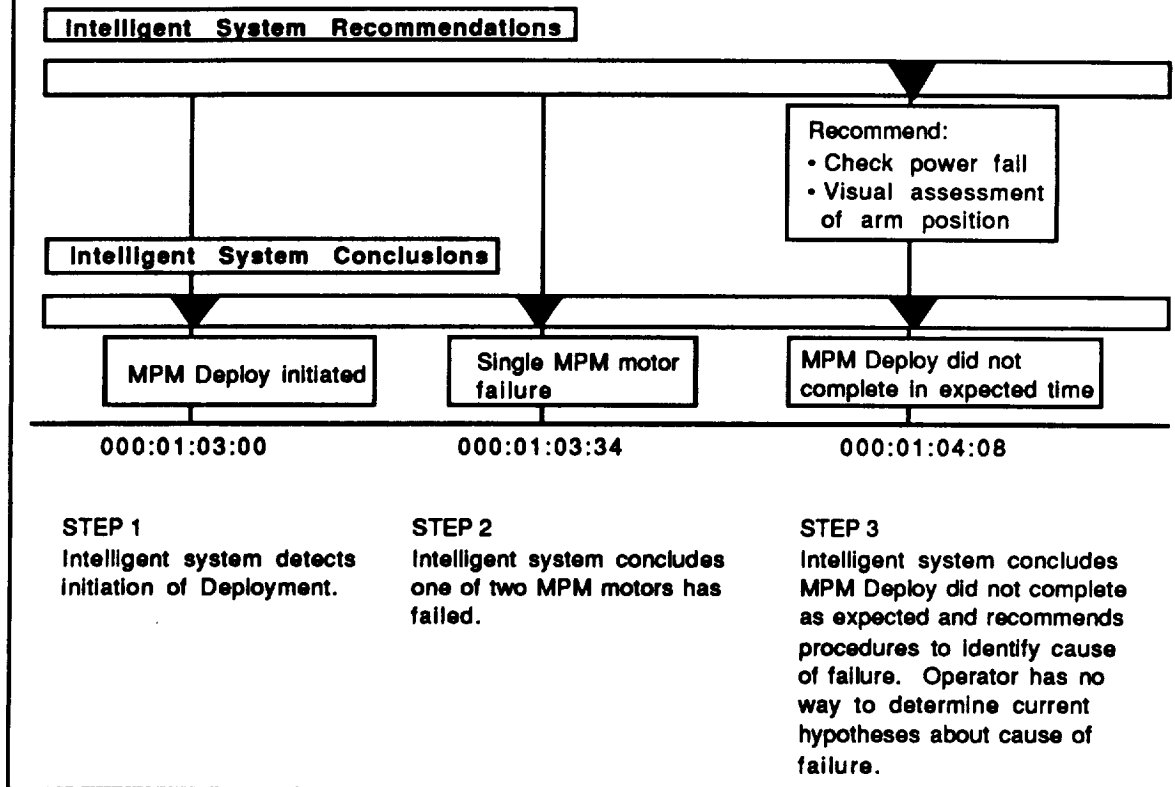 Intelligent System Recommendations
Recommend:
• Check power fail
• Visual assessment
of arm position
Intelligent System Conclusions
MPM Deploy initiated
Single MPM motor
failure
MPM Deploy did not
complete in expected time
000:01:03:00
000:01:03:34
000:01:04:08
STEP 1
Intelligent system detects
initiation of Deployment.
STEP 2
Intelligent system concludes
one of two MPM motors has
failed.
STEP 3
Intelligent system concludes
MPM Deploy did not complete
as expected and recommends
procedures to identify cause
of failure. Operator has no
way to determine current
hypotheses about cause of
failure.